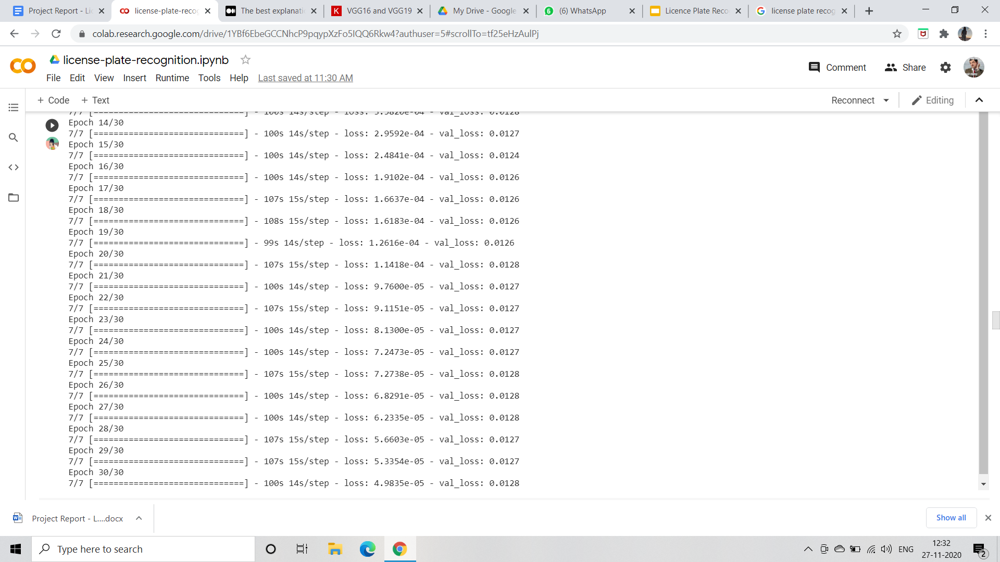 Project Report - Li
license-plate-reco
The best explanati
VGG16 and VGG19
My Drive - Google
(6) WhatsApp
Licence Plate Reco
license plate recog
colab.research.google.com/drive/1YBf6EbeGCCNhcP9pqypXzFo5IQQ6Rkw4?authuser=5#scrollTo=tf25eHzAulPj
license-plate-recognition.ipynb
File Edit View Insert Runtime Tools Help Last saved at 11:30 AM
Comment Share
+ Code + Text
Reconnect Editing
7/7 [==============================] - 100s 14s/step - loss: 3.5820e-04 - val_loss: 0.0128
Epoch 14/30
7/7 [==============================] - 100s 14s/step - loss: 2.9592e-04 - val_loss: 0.0127
Epoch 15/30
7/7 [==============================] - 100s 14s/step - loss: 2.4841e-04 - val_loss: 0.0124
Epoch 16/30
7/7 [==============================] - 100s 14s/step - loss: 1.9102e-04 - val_loss: 0.0126
Epoch 17/30
7/7 [==============================] - 107s 15s/step - loss: 1.6637e-04 - val_loss: 0.0126
Epoch 18/30
7/7 [==============================] - 108s 15s/step - loss: 1.6183e-04 - val_loss: 0.0126
Epoch 19/30
7/7 [==============================] - 99s 14s/step - loss: 1.2616e-04 - val_loss: 0.0126
Epoch 20/30
7/7 [==============================] - 107s 15s/step - loss: 1.1418e-04 - val_loss: 0.0128
Epoch 21/30
7/7 [==============================] - 100s 14s/step - loss: 9.7600e-05 - val_loss: 0.0127
Epoch 22/30
7/7 [==============================] - 107s 15s/step - loss: 9.1151e-05 - val_loss: 0.0127
Epoch 23/30
7/7 [==============================] - 100s 14s/step - loss: 8.1300e-05 - val_loss: 0.0127
Epoch 24/30
7/7 [==============================] - 100s 14s/step - loss: 7.2473e-05 - val_loss: 0.0127
Epoch 25/30
7/7 [==============================] - 107s 15s/step - loss: 7.2738e-05 - val_loss: 0.0128
Epoch 26/30
7/7 [==============================] - 100s 14s/step - loss: 6.8291e-05 - val_loss: 0.0128
Epoch 27/30
7/7 [==============================] - 100s 14s/step - loss: 6.2335e-05 - val_loss: 0.0128
Epoch 28/30
7/7 [==============================] - 107s 15s/step - loss: 5.6603e-05 - val_loss: 0.0127
Epoch 29/30
7/7 [==============================] - 107s 15s/step - loss: 5.3354e-05 - val_loss: 0.0127
Epoch 30/30
7/7 [==============================] - 100s 14s/step - loss: 4.9835e-05 - val_loss: 0.0128
Project Report - L....docx
Show all
Type here to search
ENG
12:32
27-11-2020
2